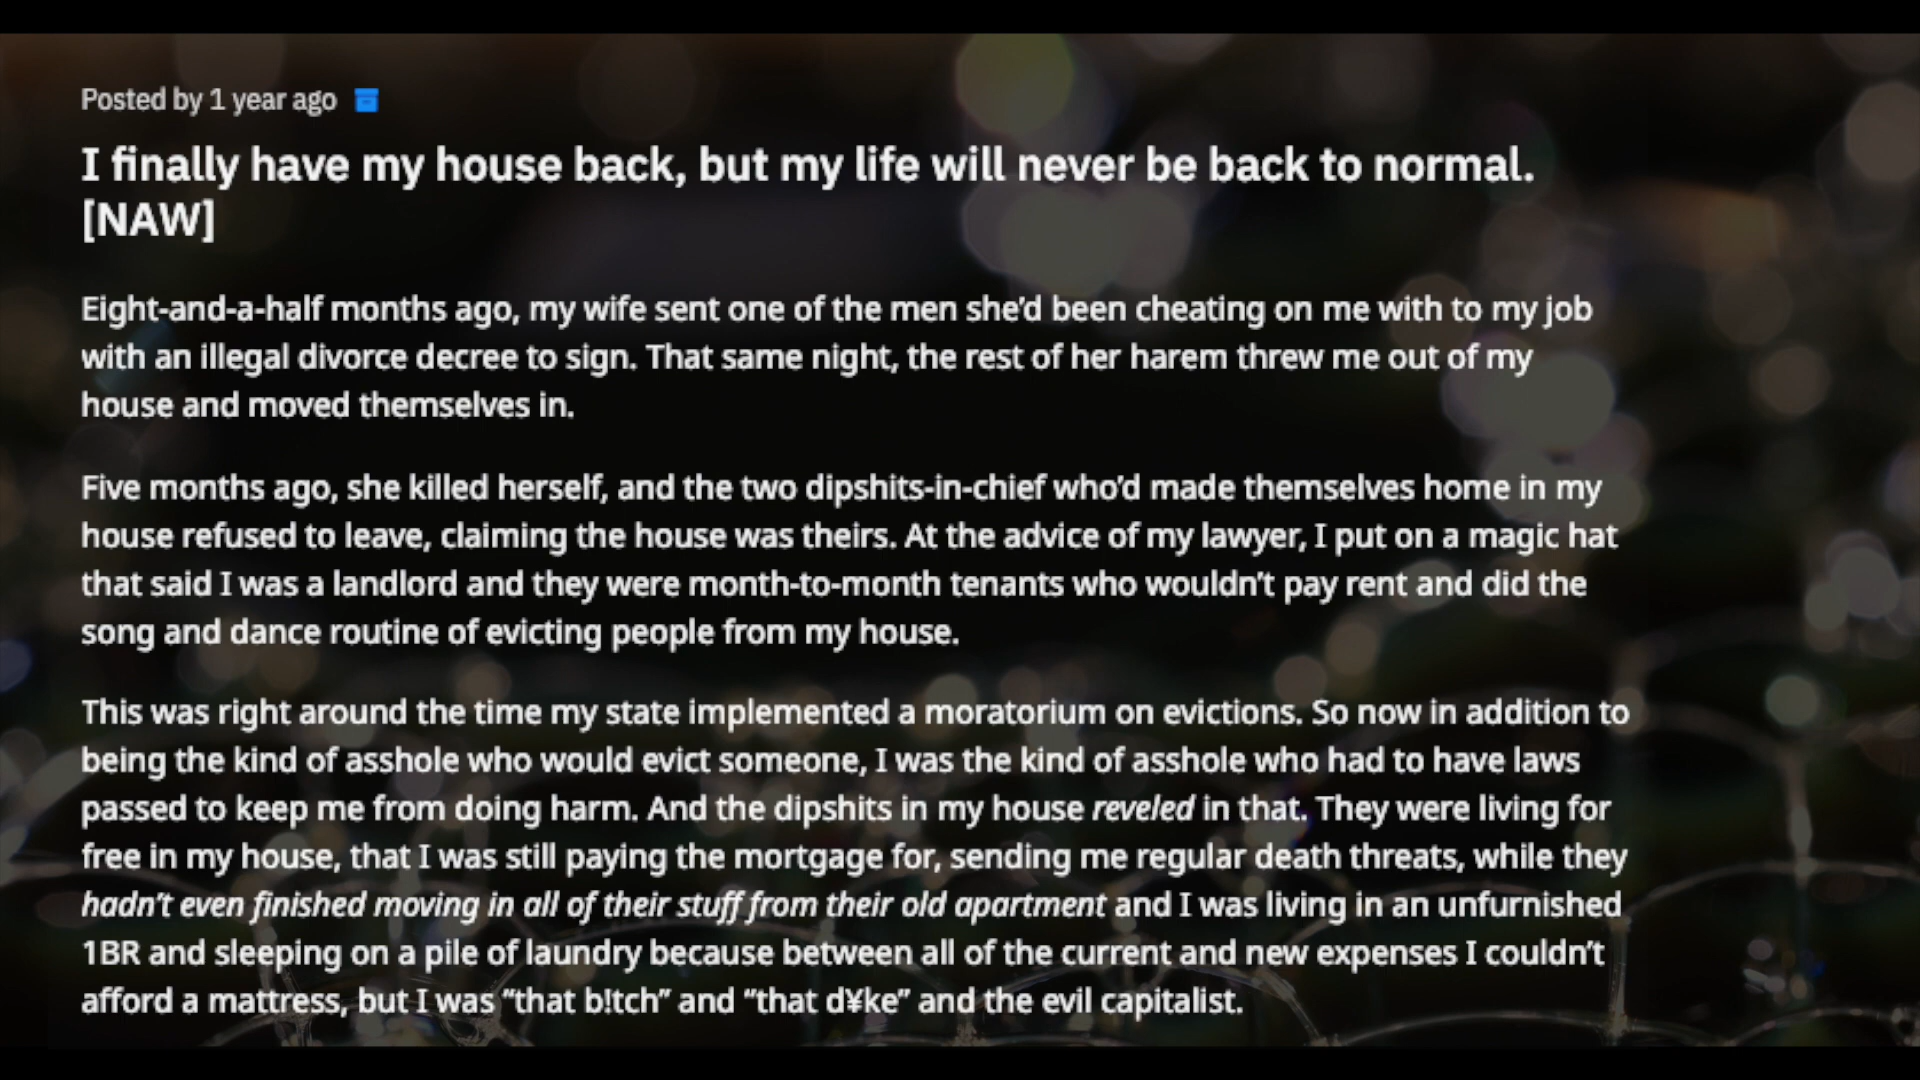 Posted by 1 year ago
I finally have my house back, but my life will never be back to normal.
[NAW]
Eight-and-a-half months ago, my wife sent one of the men she’d been cheating on me with to my job
with an illegal divorce decree to sign. That same night, the rest of her harem threw me out of my
house and moved themselves in.
Five months ago, she killed herself, and the two dipshits-in-chief who’d made themselves home in my
house refused to leave, claiming the house was theirs. At the advice of my lawyer, I put on a magic hat
that said I was a landlord and they were month-to-month tenants who wouldn’t pay rent and did the
song and dance routine of evicting people from my house.
This was right around the time my state implemented a moratorium on evictions. So now in addition to
being the kind of asshole who would evict someone, I was the kind of asshole who had to have laws
passed to keep me from doing harm. And the dipshits in my house reveled in that. They were living for
free in my house, that I was still paying the mortgage for, sending me regular death threats, while they
hadn’t even finished moving in all of their stuff from their old apartment and I was living in an unfurnished
1BR and sleeping on a pile of laundry because between all of the current and new expenses I couldn’t
afford a mattress, but I was “that b!tch” and “that d¥ke” and the evil capitalist.